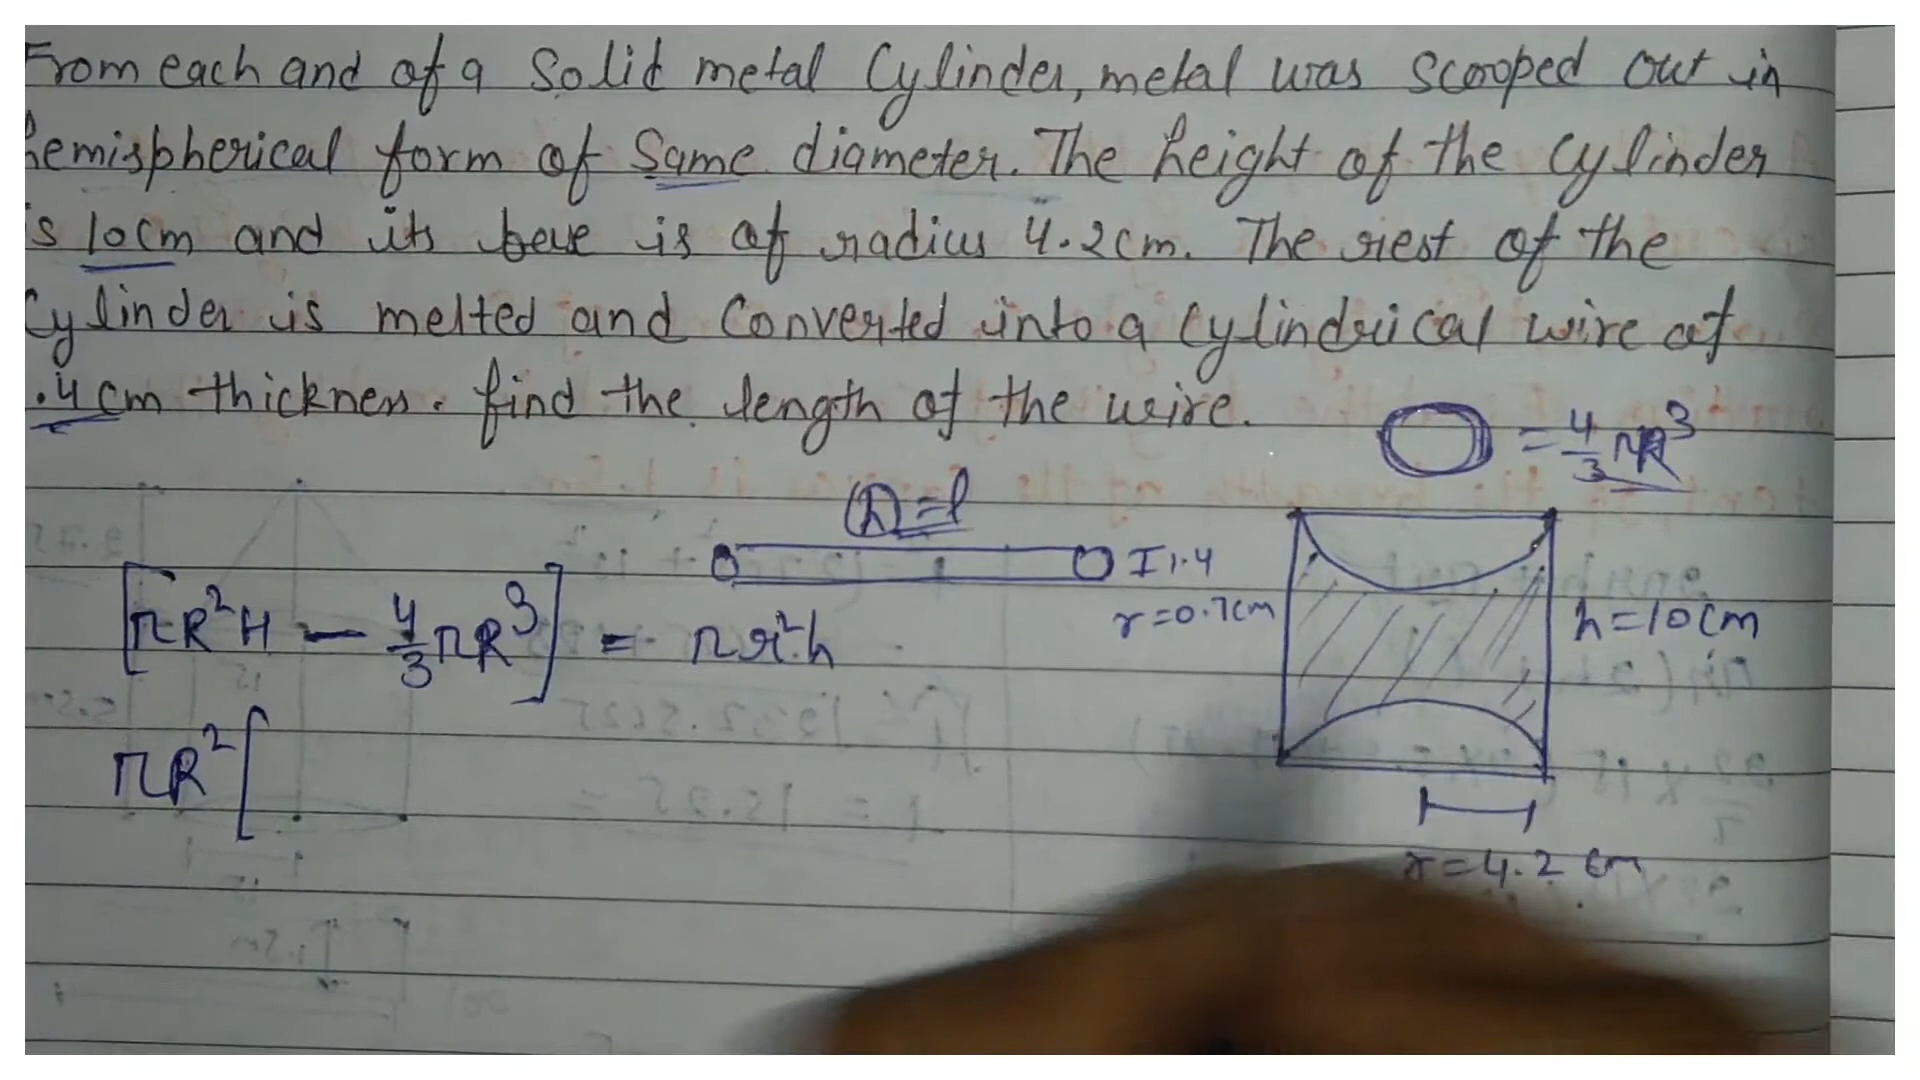 From each and of a Solid metal Cylinder, metal was scooped out in
hemispherical form of Same diameter. The height of the cylinder
is 10cm and its base is of radius 4.2cm. The rest of the
Cylinder is melted and Converted into a cylindrical wire of
.4cm thickness. find the length of the wire.
= 4/3 πR³
(h) = l
I 1.4
r=0.7cm
h=10cm
[πR²H - 4/3 πR³] = πr²h
πR² [
r=4.2 cm